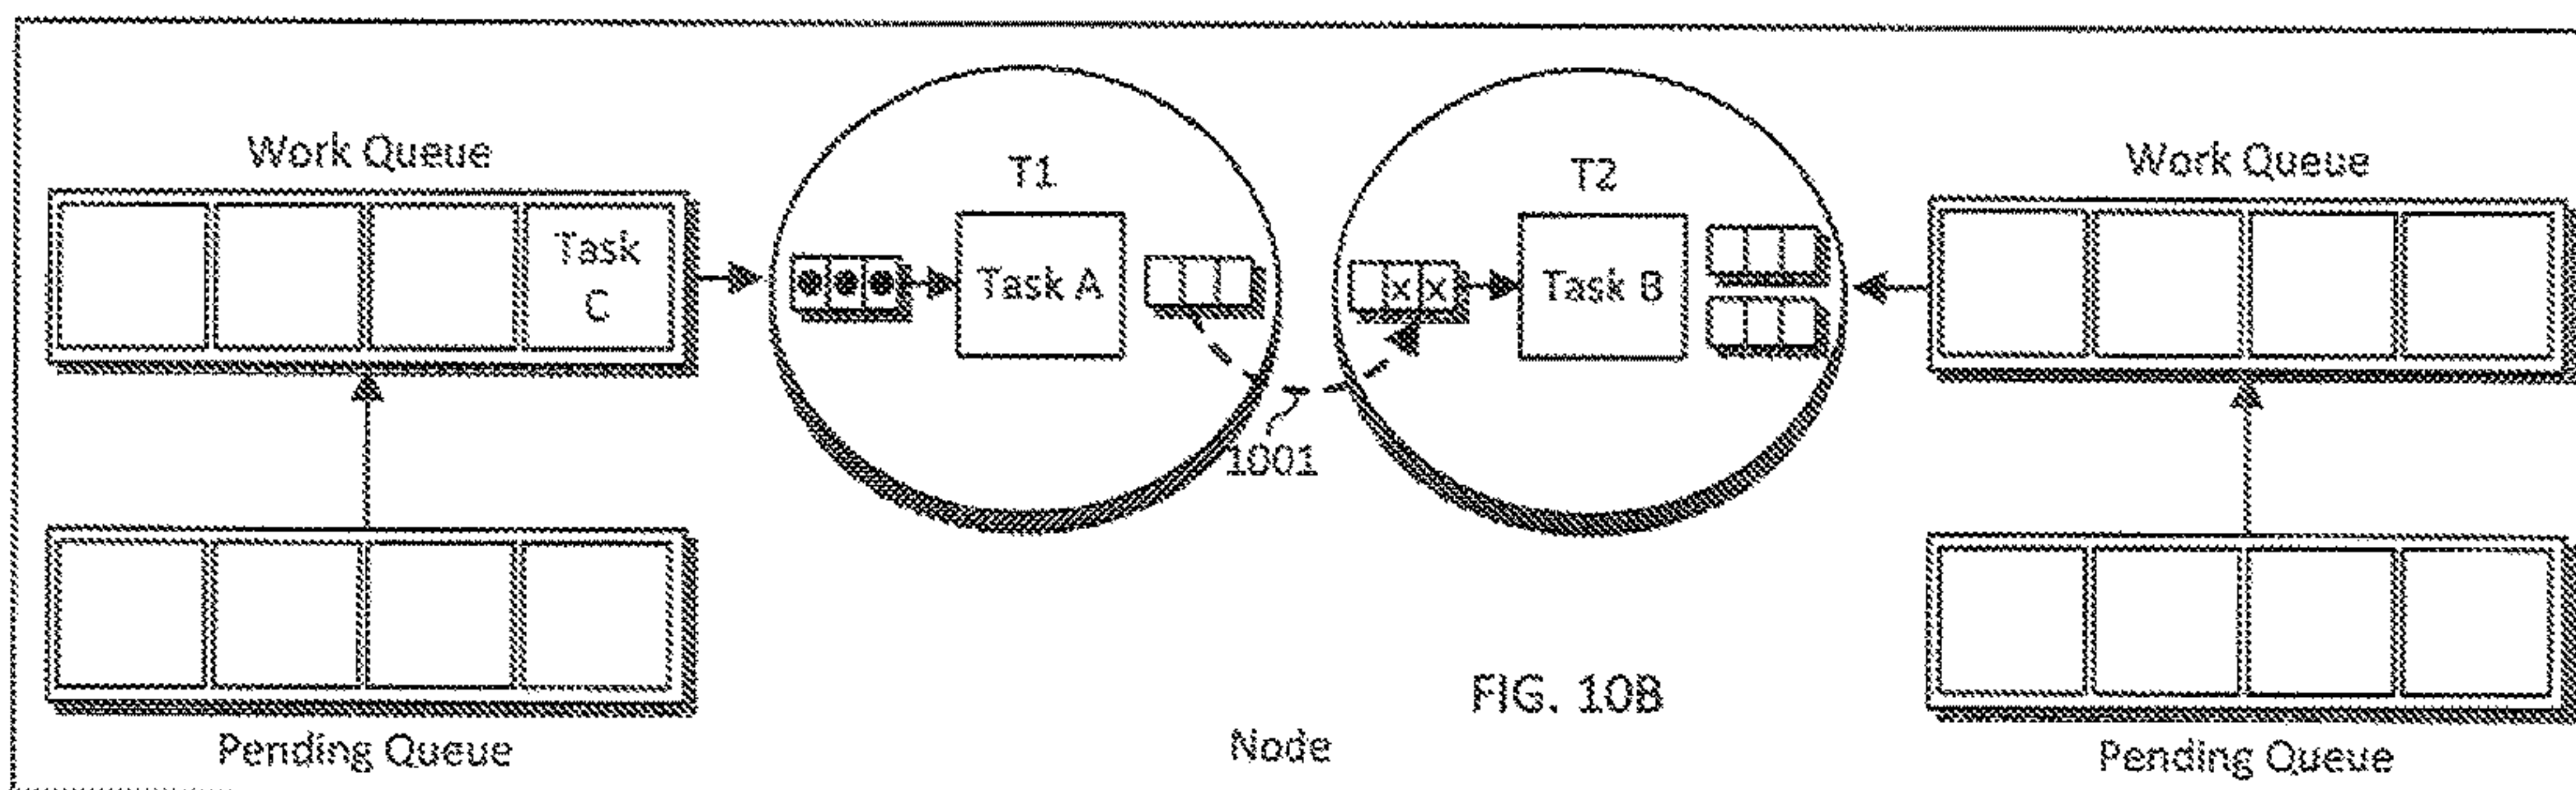 Work Queue
T1
T2
Work Queue
Task
C
Task A
x x
Task B
1001
FIG. 10B
Pending Queue
Node
Pending Queue